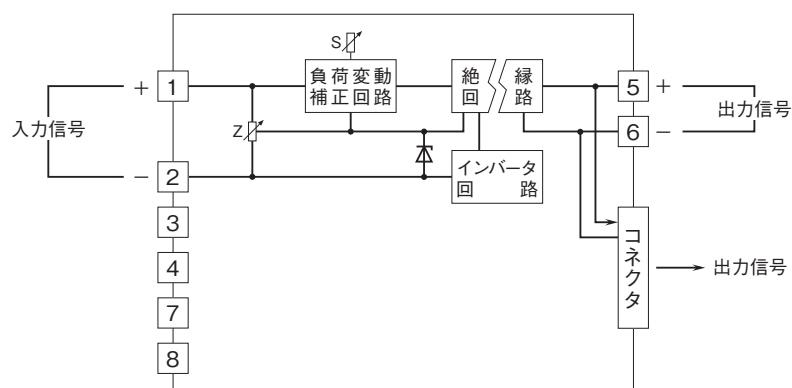 S
+ 1
負荷変動
補正回路
絶
縁
回
路
5 +
入力信号
Z
出力信号
6 −
− 2
インバータ
回 路
3
コネクタ
4
出力信号
7
8